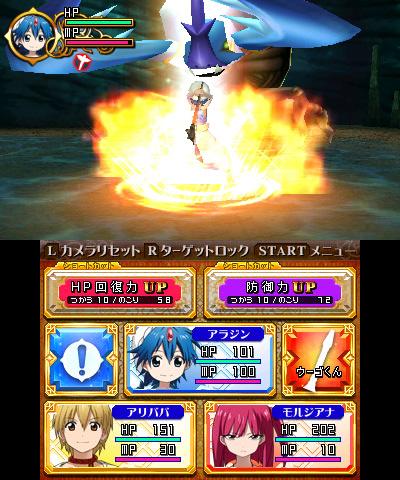 HP
MP
L カメラリセット R ターゲットロック START メニュー
ショートカット ショートカット
HP回復力 UP
つかう 10/のこり 58
防御力 UP
つかう 10/のこり 72
アラジン
HP 101
MP 100
ウーゴくん
アリババ
HP 151
MP 30
モルジアナ
HP 202
MP 10